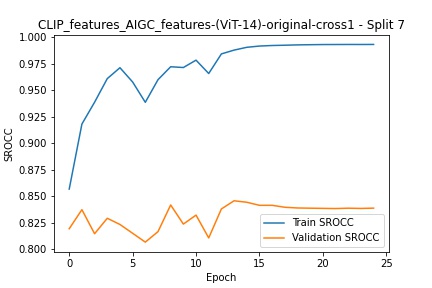 CLIP_features_AIGC_features-(ViT-14)-original-cross1 - Split 7
1.000
0.975
0.950
0.925
0.900
0.875
0.850
0.825
0.800
SROCC
Train SROCC
Validation SROCC
0 5 10 15 20 25
Epoch